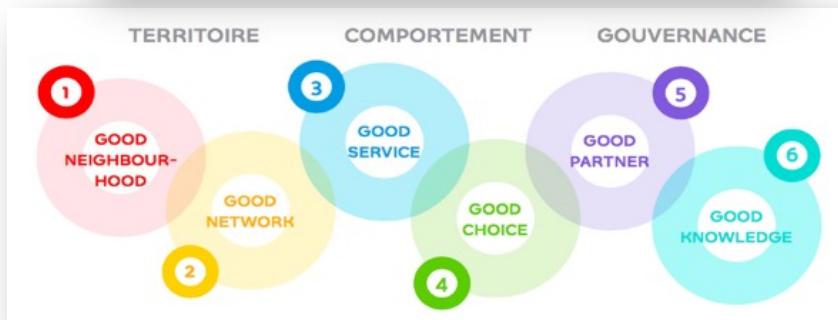 TERRITOIRE
COMPORTEMENT
GOUVERNANCE
1
GOOD
NEIGHBOUR-
HOOD
2
GOOD
NETWORK
3
GOOD
SERVICE
4
GOOD
CHOICE
5
GOOD
PARTNER
6
GOOD
KNOWLEDGE